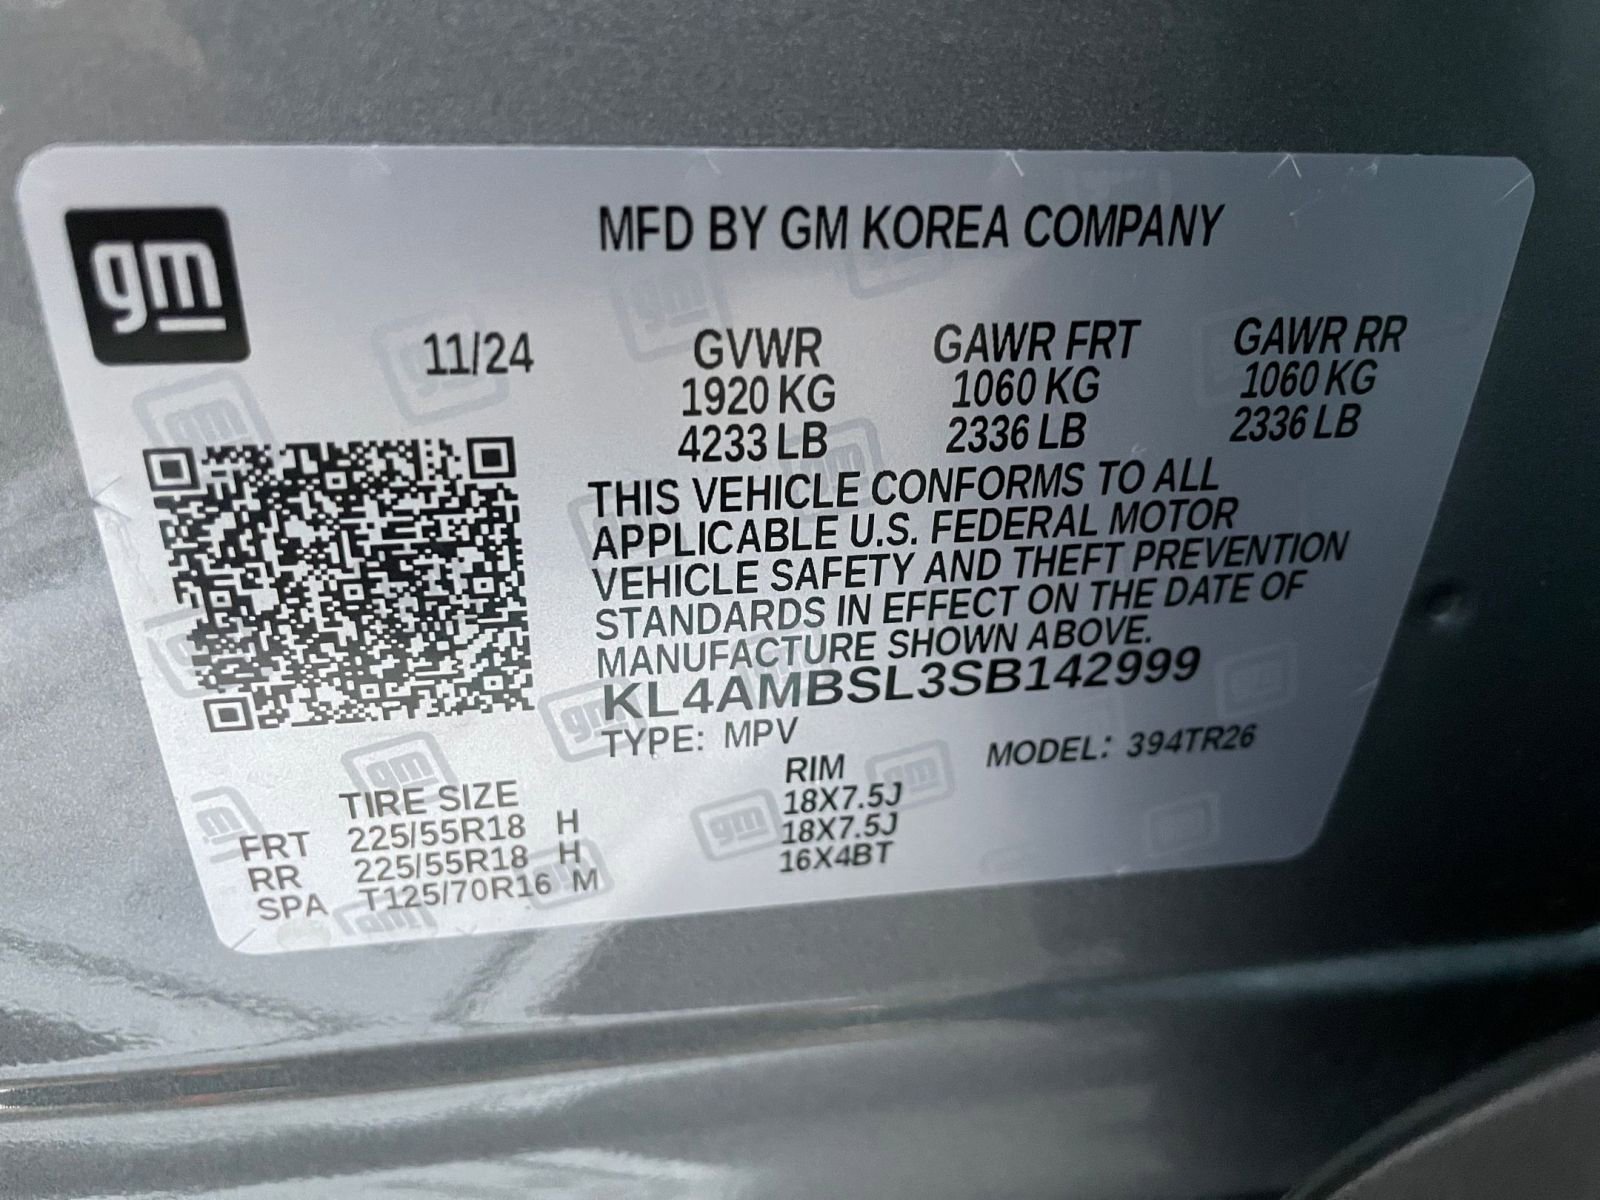 gm
MFD BY GM KOREA COMPANY
11/24 GVWR GAWR FRT GAWR RR
1920 KG 1060 KG 1060 KG
4233 LB 2336 LB 2336 LB
THIS VEHICLE CONFORMS TO ALL
APPLICABLE U.S. FEDERAL MOTOR
VEHICLE SAFETY AND THEFT PREVENTION
STANDARDS IN EFFECT ON THE DATE OF
MANUFACTURE SHOWN ABOVE.
KL4AMBSL3SB142999
TYPE: MPV MODEL: 394TR26
TIRE SIZE RIM
FRT 225/55R18 H 18X7.5J
RR 225/55R18 H 18X7.5J
SPA T125/70R16 M 16X4BT